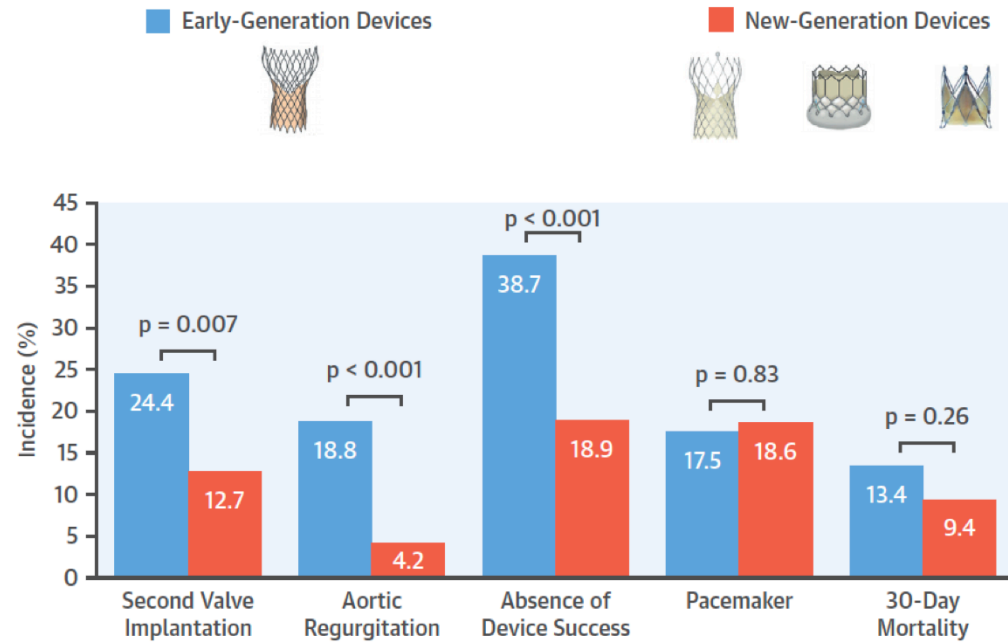 Early-Generation Devices
New-Generation Devices
Incidence (%)
45
40
35
30
25
20
15
10
5
0
p = 0.007
24.4
12.7
p < 0.001
18.8
4.2
p < 0.001
38.7
18.9
p = 0.83
17.5
18.6
p = 0.26
13.4
9.4
Second Valve
Implantation
Aortic
Regurgitation
Absence of
Device Success
Pacemaker
30-Day
Mortality